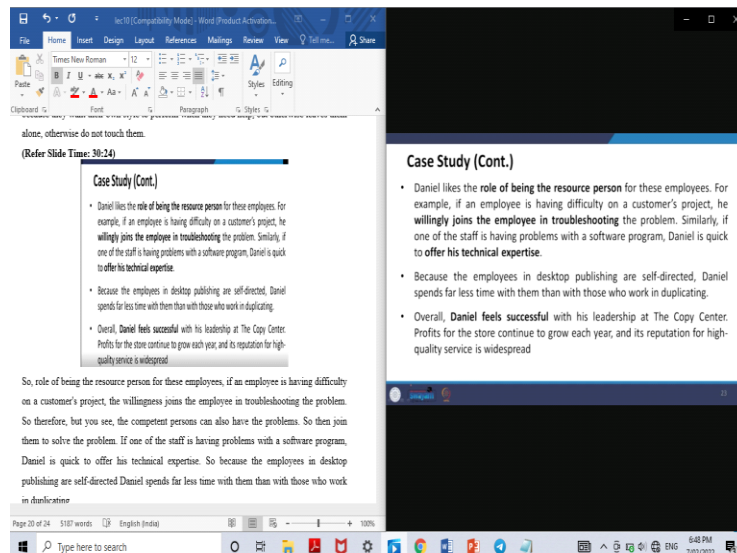 lec10 [Compatibility Mode] - Word (Product Activation...
File Home Insert Design Layout References Mailings Review View Tell me... Share
Times New Roman 12
Paste
B I U abc x, x²
Aa
Styles Editing
Clipboard Font Paragraph Styles
alone, otherwise do not touch them.
(Refer Slide Time: 30:24)
Case Study (Cont.)
• Daniel likes the role of being the resource person for these employees. For
example, if an employee is having difficulty on a customer's project, he
willingly joins the employee in troubleshooting the problem. Similarly, if
one of the staff is having problems with a software program, Daniel is quick
to offer his technical expertise.
• Because the employees in desktop publishing are self-directed, Daniel
spends far less time with them than with those who work in duplicating.
• Overall, Daniel feels successful with his leadership at The Copy Center.
Profits for the store continue to grow each year, and its reputation for high-
quality service is widespread
So, role of being the resource person for these employees, if an employee is having difficulty
on a customer's project, the willingness joins the employee in troubleshooting the problem.
So therefore, but you see, the competent persons can also have the problems. So then join
them to solve the problem. If one of the staff is having problems with a software program,
Daniel is quick to offer his technical expertise. So because the employees in desktop
publishing are self-directed Daniel spends far less time with them than with those who work
in duplicating
Page 20 of 24 5187 words English (India) 100%
Case Study (Cont.)
• Daniel likes the role of being the resource person for these employees. For
example, if an employee is having difficulty on a customer's project, he
willingly joins the employee in troubleshooting the problem. Similarly, if
one of the staff is having problems with a software program, Daniel is quick
to offer his technical expertise.
• Because the employees in desktop publishing are self-directed, Daniel
spends far less time with them than with those who work in duplicating.
• Overall, Daniel feels successful with his leadership at The Copy Center.
Profits for the store continue to grow each year, and its reputation for high-
quality service is widespread
Type here to search
ENG
6:48 PM